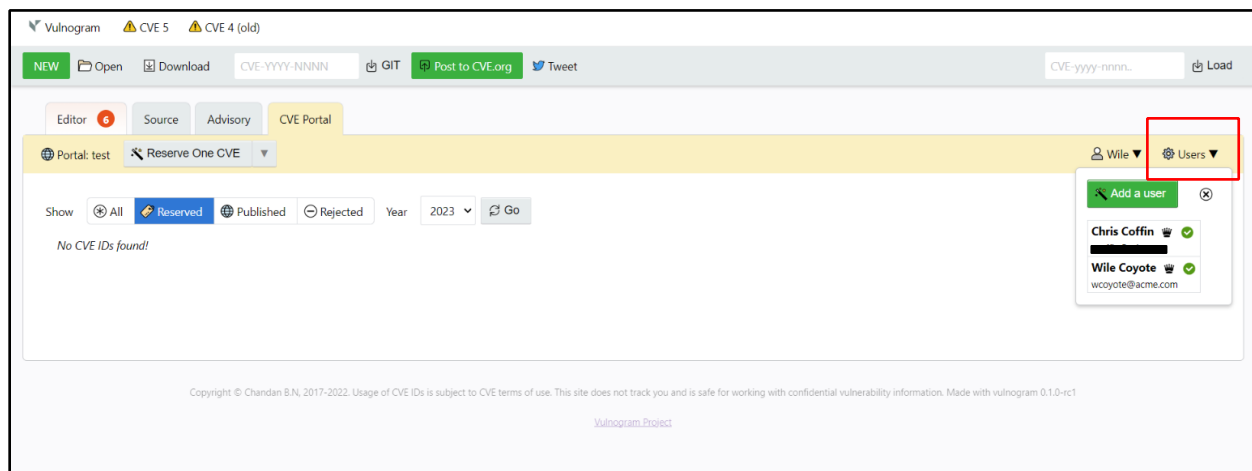 Vulnogram CVE 5 CVE 4 (old)
NEW Open Download CVE-YYYY-NNNN GIT Post to CVE.org Tweet CVE-yyyy-nnnn.. Load
Editor 6 Source Advisory CVE Portal
Portal: test Reserve One CVE ▼ Wile ▼ Users ▼
Add a user
Show All Reserved Published Rejected Year 2023 Go
Chris Coffin
No CVE IDs found!
Wile Coyote
wcoyote@acme.com
Copyright © Chandan B.N, 2017-2022. Usage of CVE IDs is subject to CVE terms of use. This site does not track you and is safe for working with confidential vulnerability information. Made with vulnogram 0.1.0-rc1
Vulnogram Project